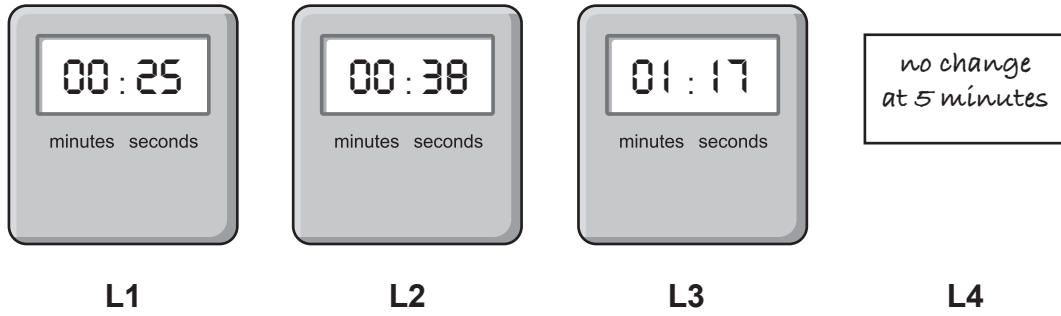 00 : 25
minutes seconds
L1
00 : 38
minutes seconds
L2
01 : 17
minutes seconds
L3
no change
at 5 minutes
L4